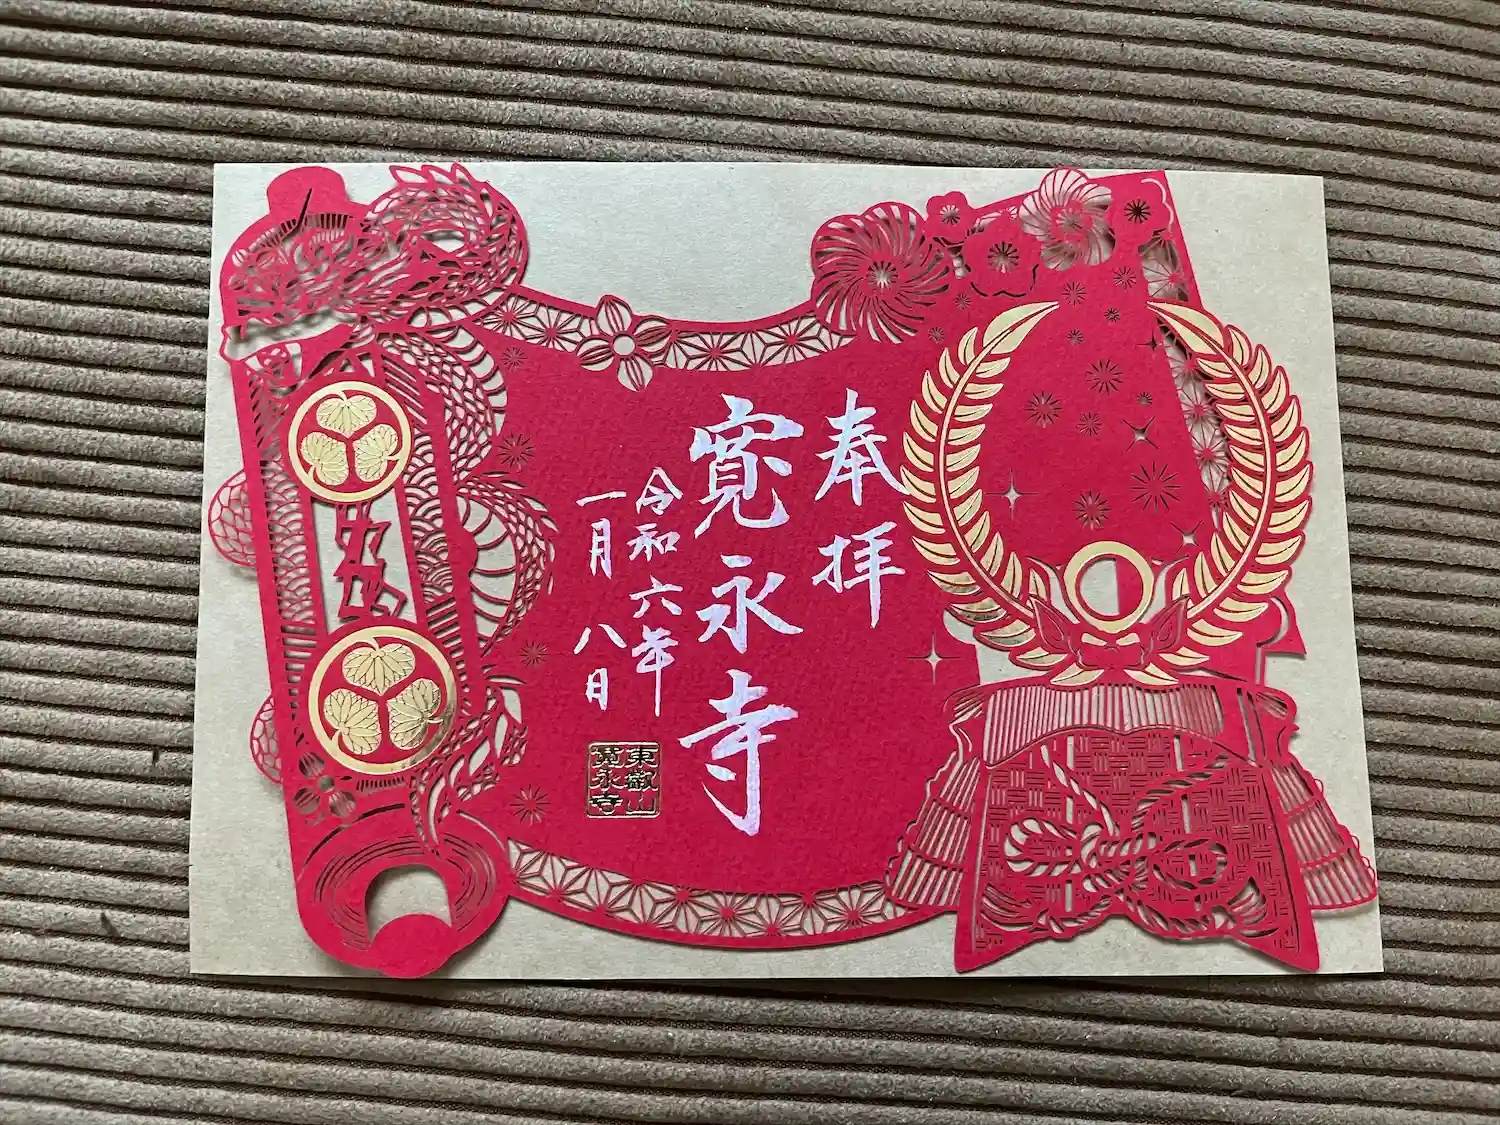 奉拝
寛永寺
令和六年
一月八日
東叡山
寛永寺